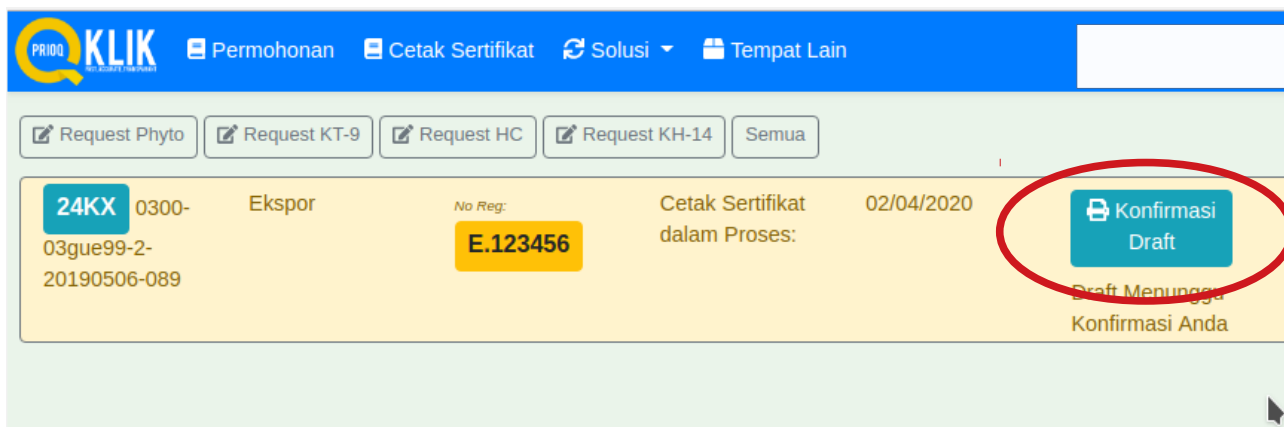 PRIOQ KLIK Permohonan Cetak Sertifikat Solusi Tempat Lain
Request Phyto Request KT-9 Request HC Request KH-14 Semua
24KX 0300-
03gue99-2-
20190506-089
Ekspor
No Reg:
E.123456
Cetak Sertifikat
dalam Proses:
02/04/2020
Konfirmasi
Draft
Draft Menunggu
Konfirmasi Anda